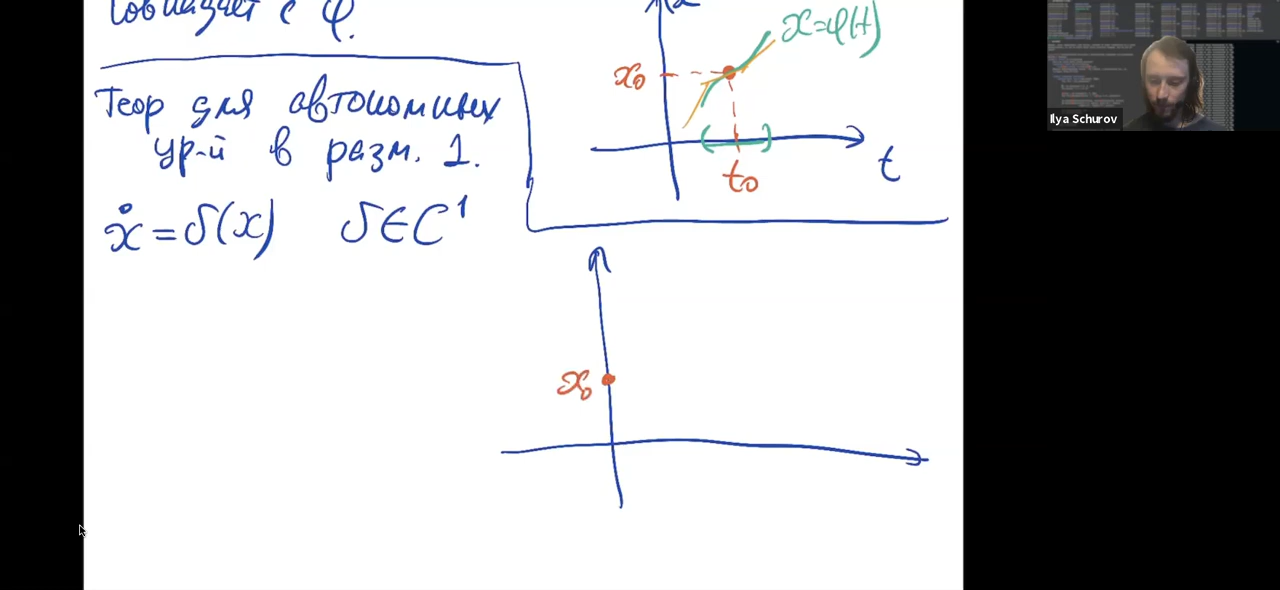 совпадает с φ.
x
x=φ(t)
x₀
t₀
t
Теор для автономных
ур-й в разм. 1.
ẋ = f(x) f∈C¹
x₀
Ilya Schurov